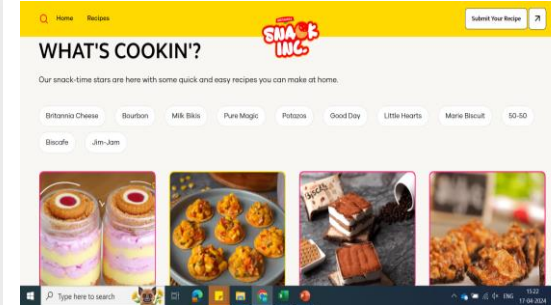 Home Recipes
SNACK
INC.
Submit Your Recipe
WHAT'S COOKIN'?
Our snack-time stars are here with some quick and easy recipes you can make at home.
Britannia Cheese Bourbon Milk Bikis Pure Magic Potazos Good Day Little Hearts Marie Biscuit 50-50
Biscafe Jim-Jam
Type here to search
ENG
15:22
17-04-2024